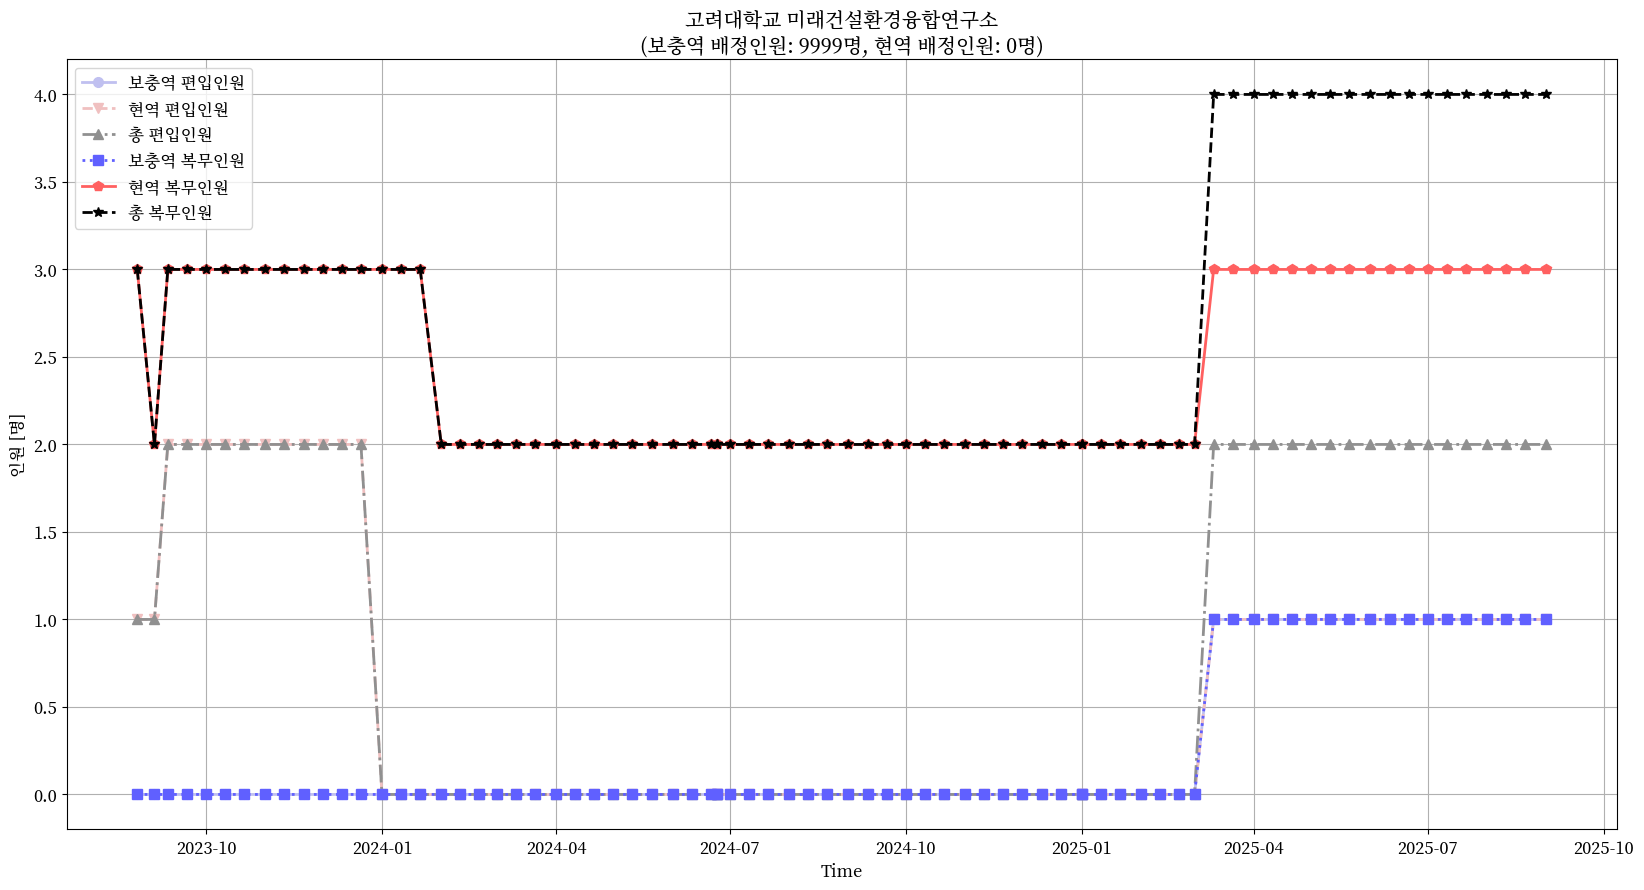 고려대학교 미래건설환경융합연구소
(보충역 배정인원: 9999명, 현역 배정인원: 0명)
보충역 편입인원
현역 편입인원
총 편입인원
보충역 복무인원
현역 복무인원
총 복무인원
4.0
3.5
3.0
2.5
2.0
1.5
1.0
0.5
0.0
인원 [명]
2023-10 2024-01 2024-04 2024-07 2024-10 2025-01 2025-04 2025-07 2025-10
Time